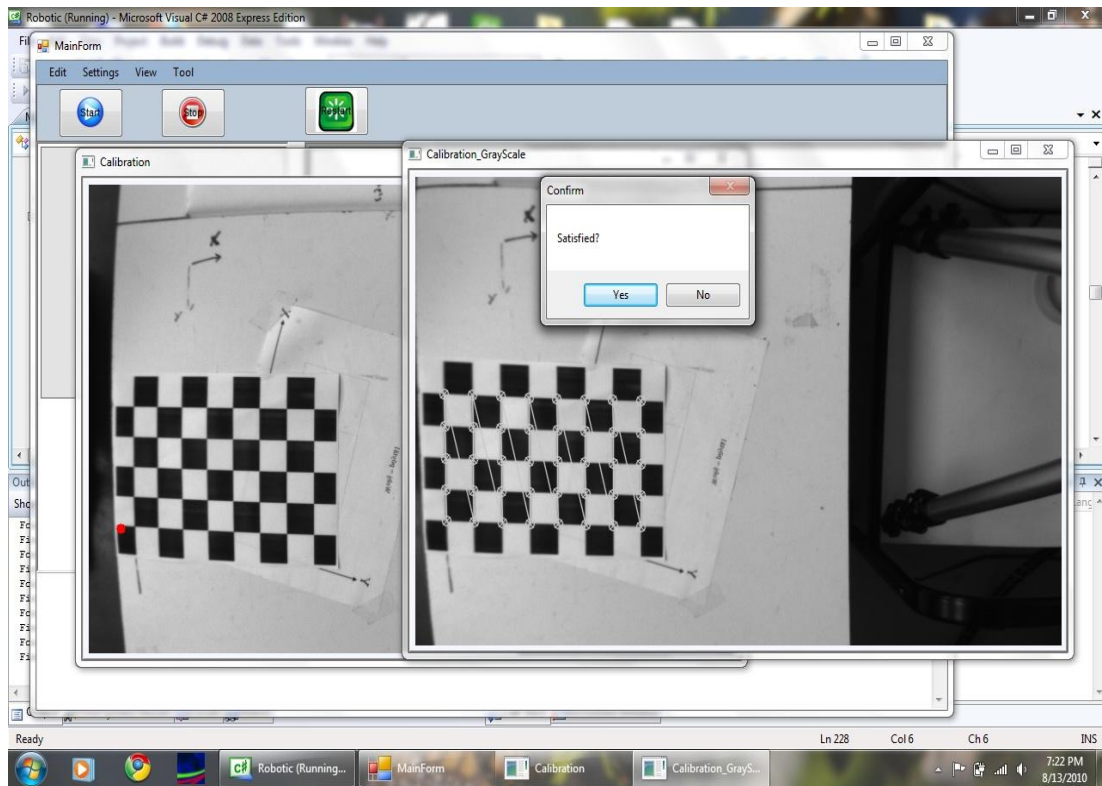 Robotic (Running) - Microsoft Visual C# 2008 Express Edition
MainForm
Edit Settings View Tool
Start
Stop
Restart
Calibration
Calibration_GrayScale
Confirm
Satisfied?
Yes No
X
Y
X
Y
X
Y
X
Y
Ready
Ln 228 Col 6 Ch 6 INS
Robotic (Running...
MainForm
Calibration
Calibration_GrayS...
7:22 PM
8/13/2010